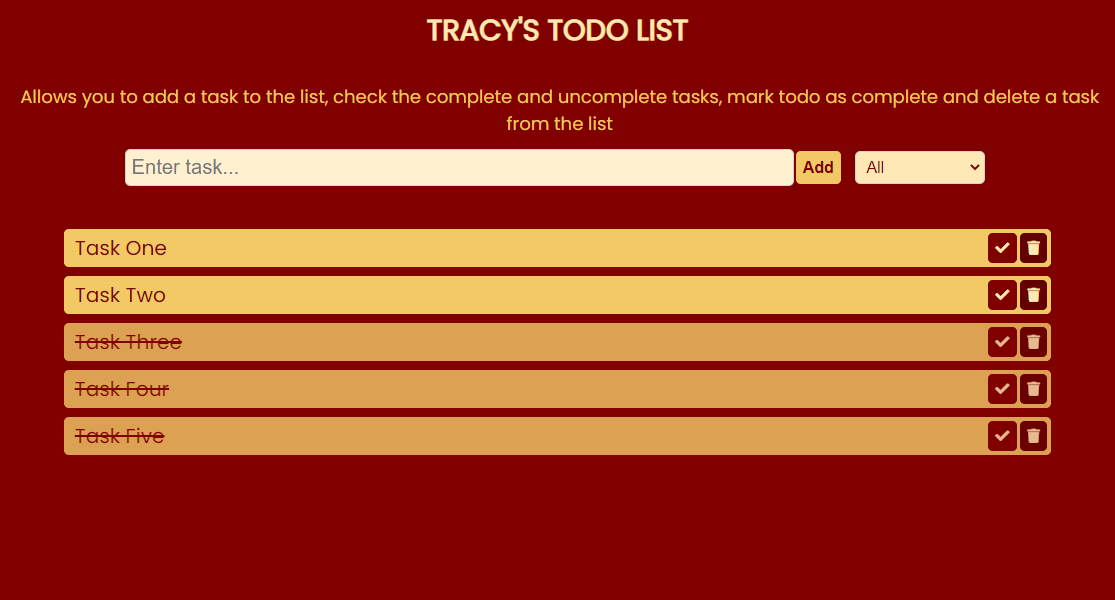 TRACY'S TODO LIST
Allows you to add a task to the list, check the complete and uncomplete tasks, mark todo as complete and delete a task
from the list
Enter task... Add All
Task One
Task Two
Task Three
Task Four
Task Five